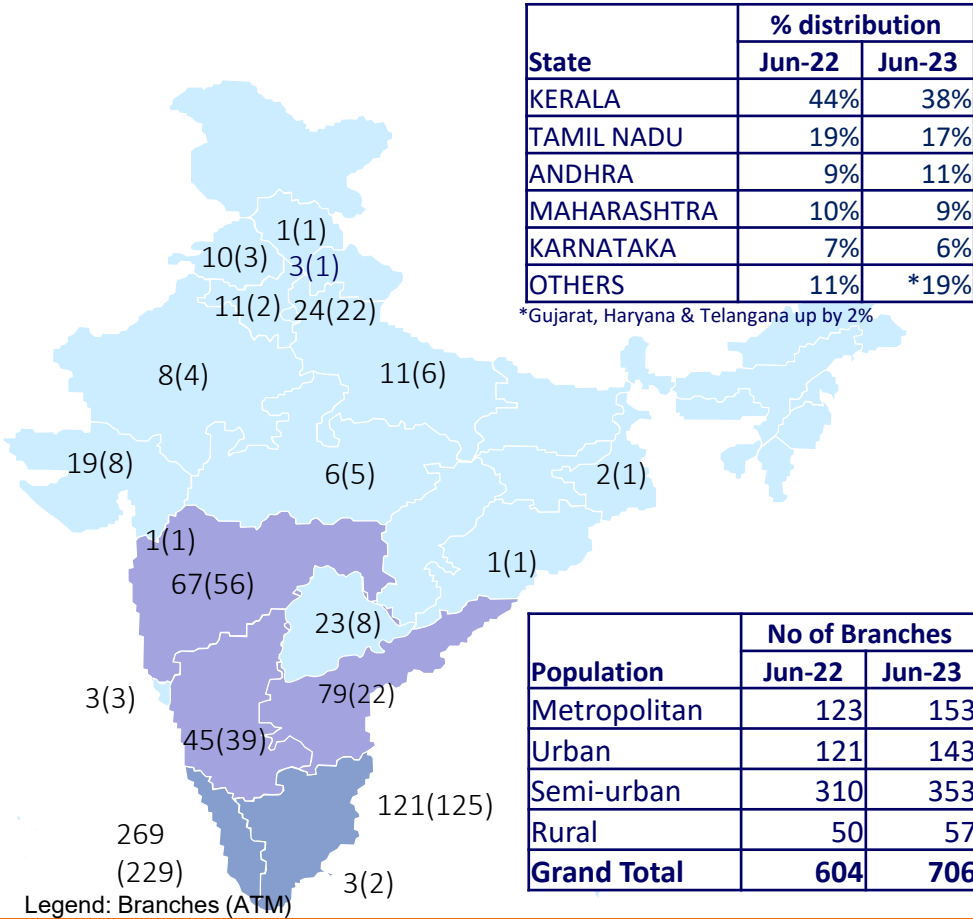 % distribution
State Jun-22 Jun-23
KERALA 44% 38%
TAMIL NADU 19% 17%
ANDHRA 9% 11%
MAHARASHTRA 10% 9%
KARNATAKA 7% 6%
OTHERS 11% *19%
*Gujarat, Haryana & Telangana up by 2%
1(1)
10(3)
3(1)
11(2)
24(22)
8(4)
11(6)
19(8)
6(5)
2(1)
1(1)
1(1)
67(56)
23(8)
3(3)
79(22)
45(39)
121(125)
269
(229)
3(2)
No of Branches
Population Jun-22 Jun-23
Metropolitan 123 153
Urban 121 143
Semi-urban 310 353
Rural 50 57
Grand Total 604 706
Legend: Branches (ATM)